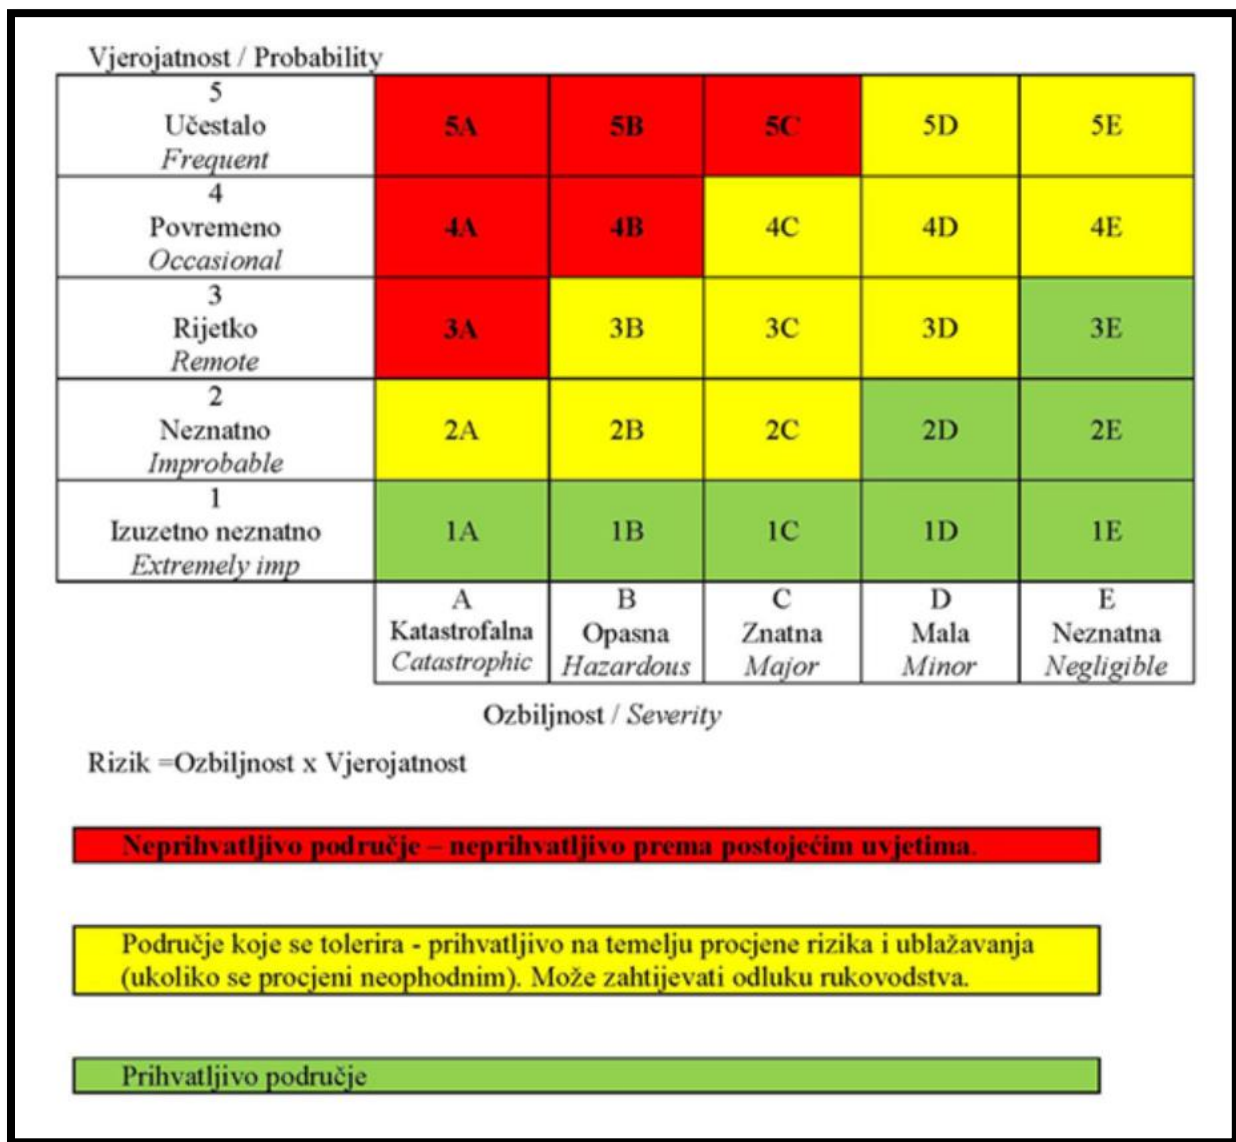 Vjerojatnost / Probability
5
Učestalo
Frequent
5A
5B
5C
5D
5E
4
Povremeno
Occasional
4A
4B
4C
4D
4E
3
Rijetko
Remote
3A
3B
3C
3D
3E
2
Neznatno
Improbable
2A
2B
2C
2D
2E
1
Izuzetno neznatno
Extremely imp
1A
1B
1C
1D
1E
A
Katastrofalna
Catastrophic
B
Opasna
Hazardous
C
Znatna
Major
D
Mala
Minor
E
Neznatna
Negligible
Ozbiljnost / Severity
Rizik =Ozbiljnost x Vjerojatnost
Neprihvatljivo područje – neprihvatljivo prema postojećim uvjetima.
Područje koje se tolerira - prihvatljivo na temelju procjene rizika i ublažavanja
(ukoliko se procjeni neophodnim). Može zahtijevati odluku rukovodstva.
Prihvatljivo područje